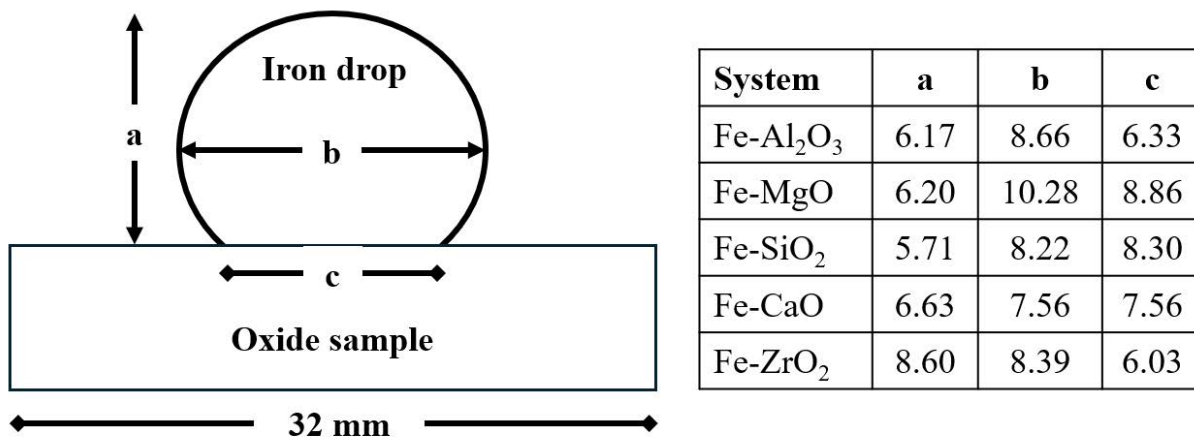 Iron drop
a
b
c
Oxide sample
32 mm
System a b c
Fe-Al₂O₃ 6.17 8.66 6.33
Fe-MgO 6.20 10.28 8.86
Fe-SiO₂ 5.71 8.22 8.30
Fe-CaO 6.63 7.56 7.56
Fe-ZrO₂ 8.60 8.39 6.03